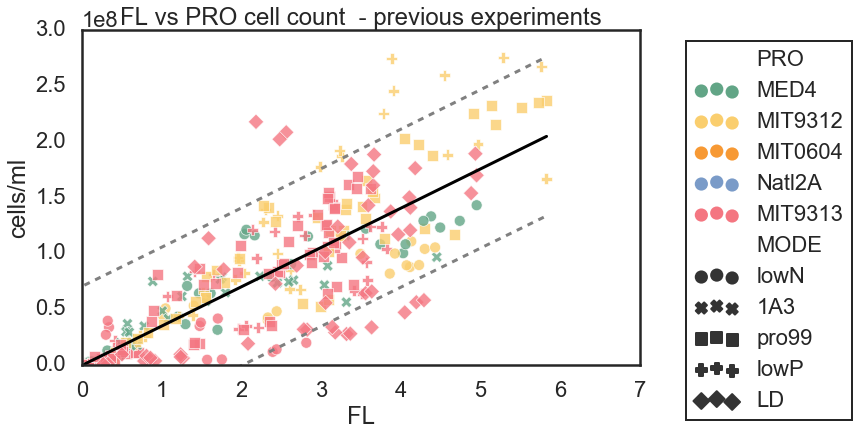 1e8 FL vs PRO cell count - previous experiments
3.0
2.5
2.0
1.5
1.0
0.5
0.0
cells/ml
0 1 2 3 4 5 6 7
FL
PRO
MED4
MIT9312
MIT0604
Natl2A
MIT9313
MODE
lowN
1A3
pro99
lowP
LD